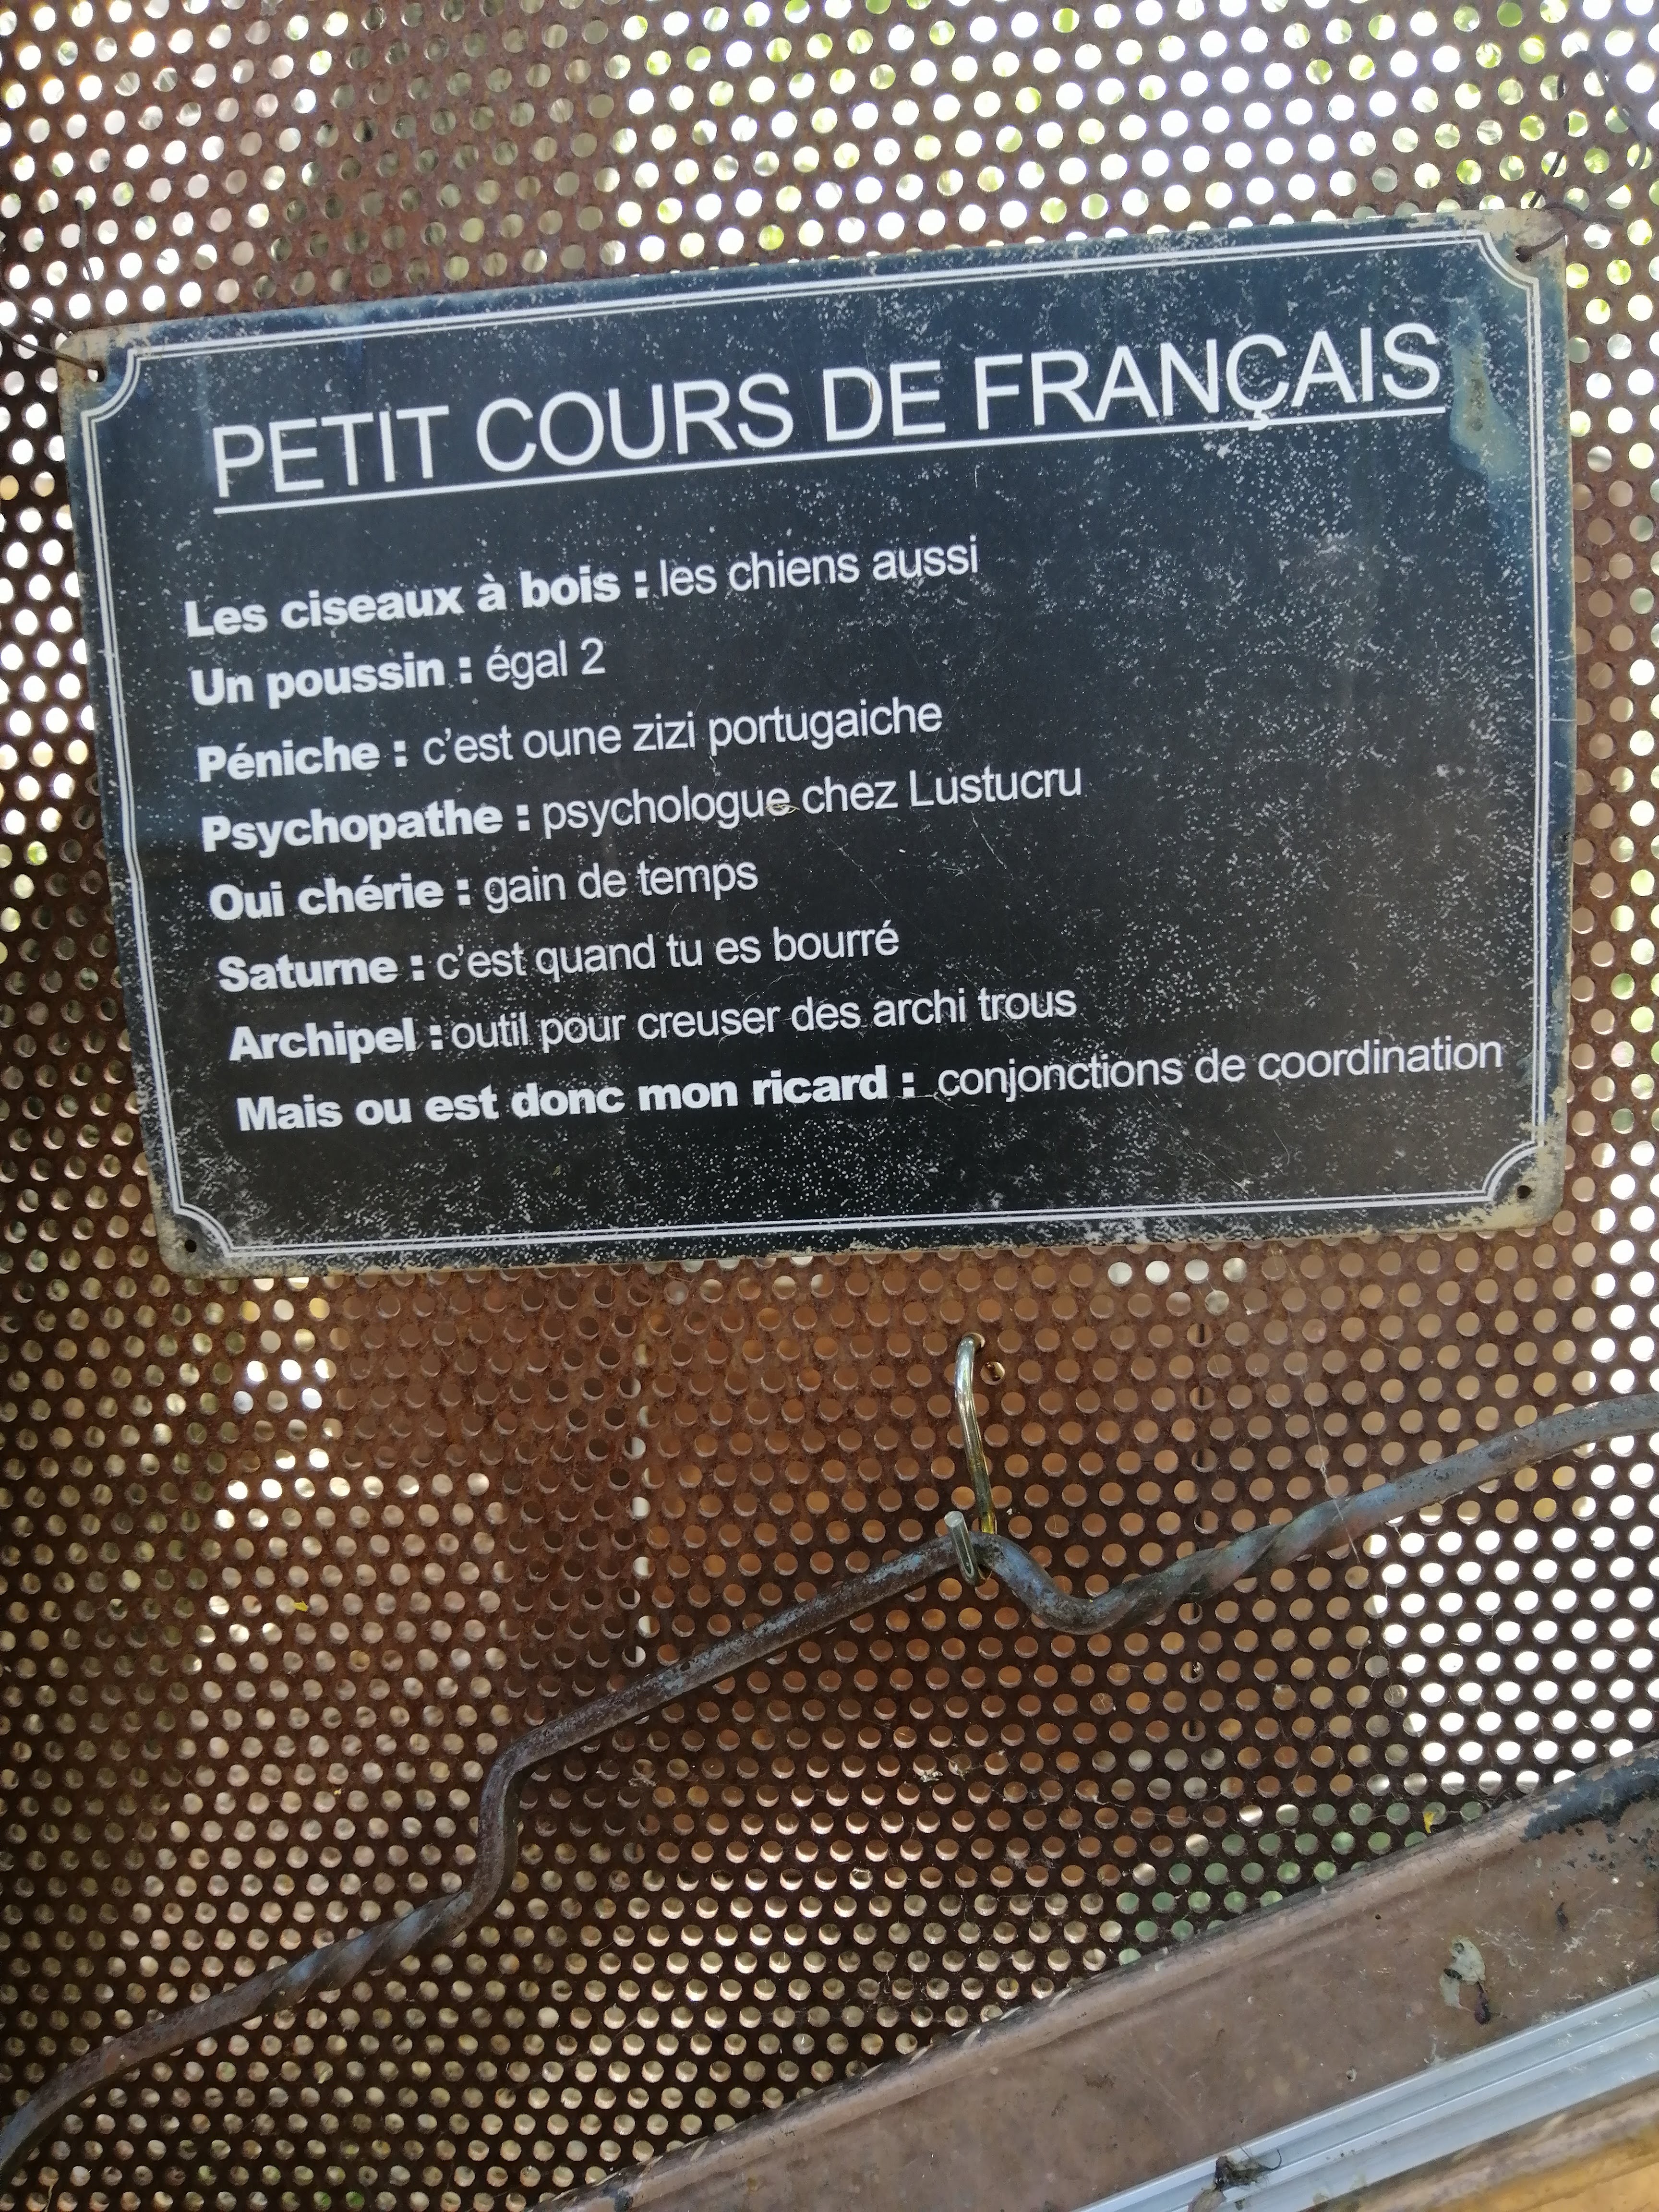 PETIT COURS DE FRANÇAIS
Les ciseaux à bois : les chiens aussi
Un poussin : égal 2
Péniche : c'est oune zizi portugaiche
Psychopathe : psychologue chez Lustucru
Oui chérie : gain de temps
Saturne : c'est quand tu es bourré
Archipel : outil pour creuser des archi trous
Mais ou est donc mon ricard : conjonctions de coordination